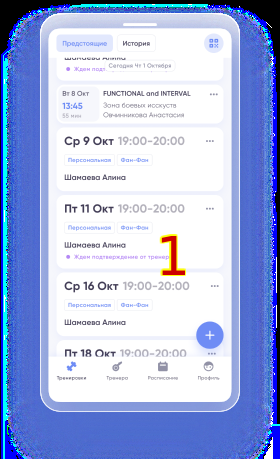 Предстоящие История
Шамаева Алина
Ждем подт
Сегодня Чт 1 Октября
Вт 8 Окт FUNCTIONAL and INTERVAL
13:45 Зона боевых искусств
55 мин Овчинникова Анастасия
Ср 9 Окт 19:00-20:00
Персональная Фан-Фан
Шамаева Алина
Пт 11 Окт 19:00-20:00
Персональная Фан-Фан
Шамаева Алина
Ждем подтверждение от тренера
1
Ср 16 Окт 19:00-20:00
Персональная Фан-Фан
Шамаева Алина
Пт 18 Окт 19:00-20:00
Тренировки Тренера Расписание Профиль